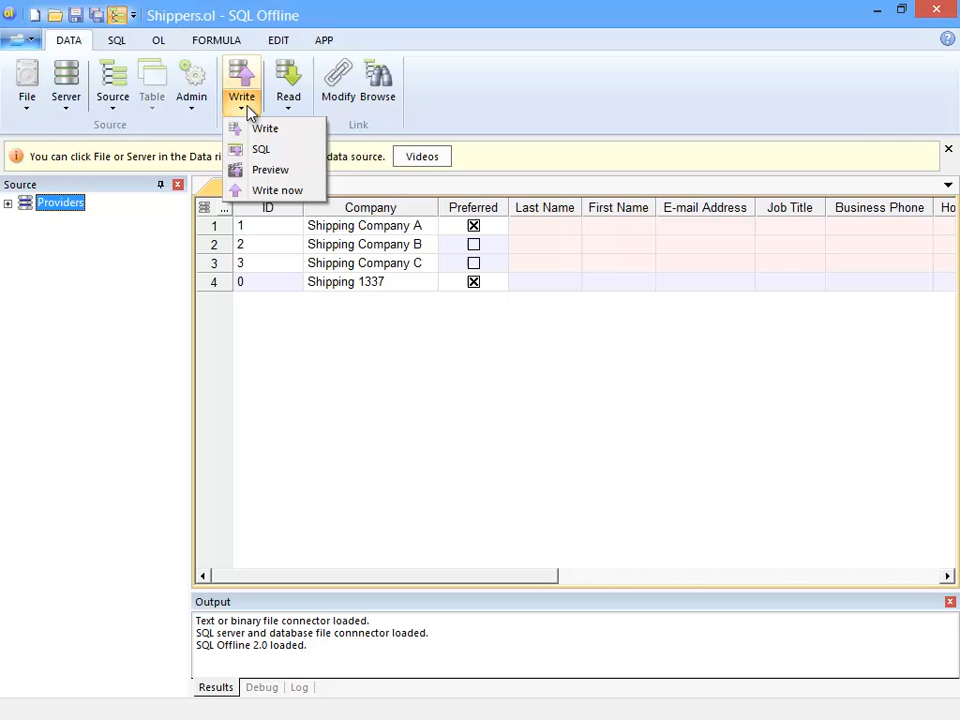 ol
Shippers.ol - SQL Offline
DATA SQL OL FORMULA EDIT APP
File Server Source Table Admin Write Read Modify Browse
Source Link
Write
SQL
Preview
Write now
You can click File or Server in the Data ri data source. Videos
Source
Providers
... ID Company Preferred Last Name First Name E-mail Address Job Title Business Phone Ho
1 1 Shipping Company A
2 2 Shipping Company B
3 3 Shipping Company C
4 0 Shipping 1337
Output
Text or binary file connector loaded.
SQL server and database file connnector loaded.
SQL Offline 2.0 loaded.
Results Debug Log